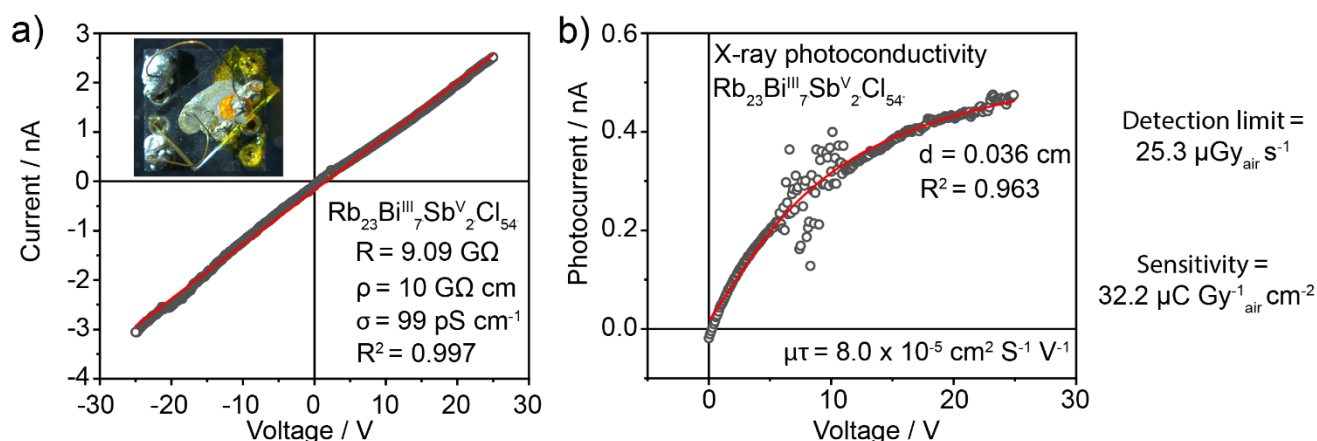 a)
3
2
1
0
-1
-2
-3
-4
-30
-20
-10
0
10
20
30
Current / nA
Voltage / V
Rb₂₃Biᴵᴵᴵ₇Sbⱽ₂Cl₅₄
R = 9.09 GΩ
ρ = 10 GΩ cm
σ = 99 pS cm⁻¹
R² = 0.997
b)
0.6
0.4
0.2
0.0
0
10
20
30
Photocurrent / nA
Voltage / V
X-ray photoconductivity
Rb₂₃Biᴵᴵᴵ₇Sbⱽ₂Cl₅₄
d = 0.036 cm
R² = 0.963
μτ = 8.0 x 10⁻⁵ cm² S⁻¹ V⁻¹
Detection limit =
25.3 μGy_air s⁻¹
Sensitivity =
32.2 μC Gy⁻¹_air cm⁻²